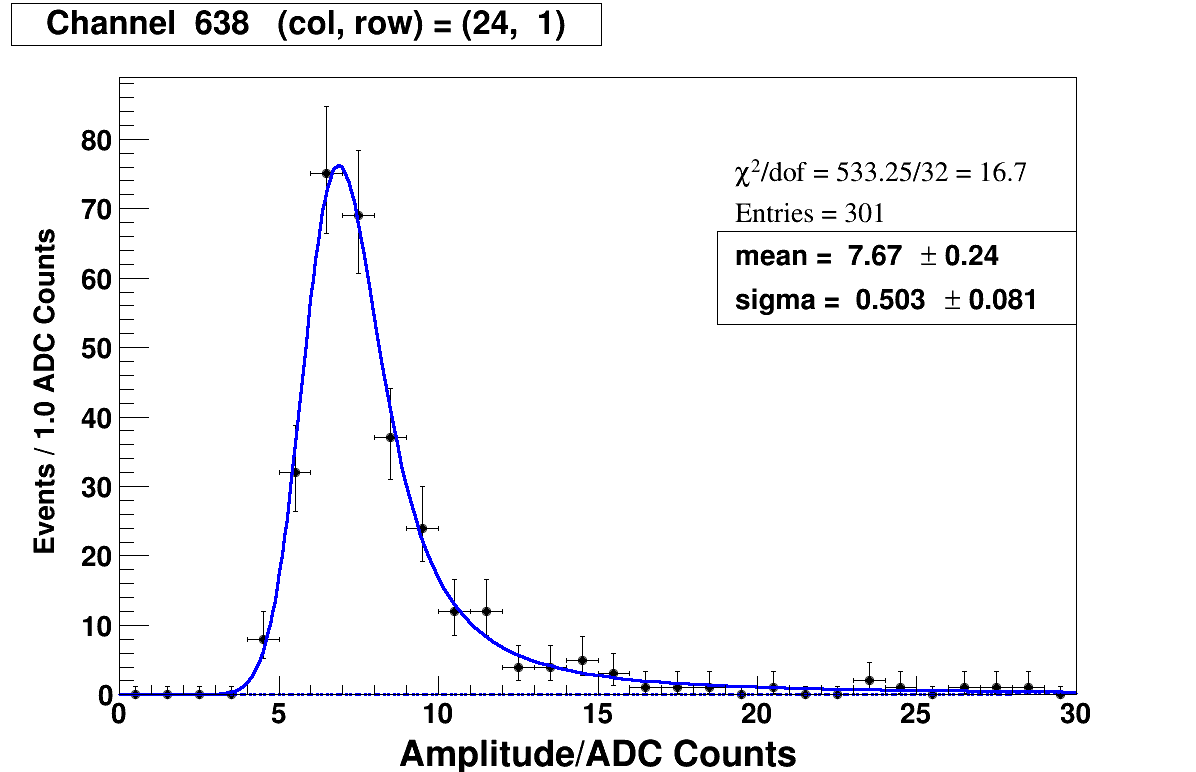 Channel 638 (col, row) = (24, 1)
χ²/dof = 533.25/32 = 16.7
Entries = 301
mean = 7.67 ± 0.24
sigma = 0.503 ± 0.081
Events / 1.0 ADC Counts
80
70
60
50
40
30
20
10
0
0 5 10 15 20 25 30
Amplitude/ADC Counts